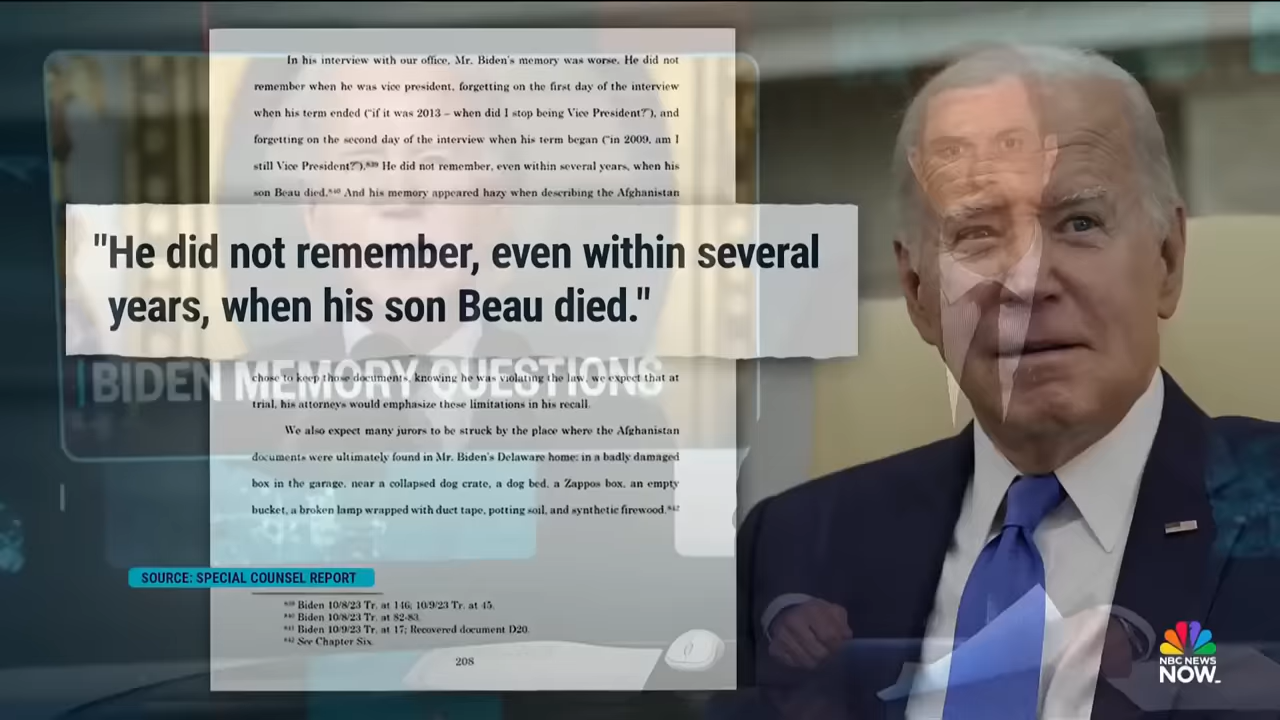 In his interview with our office, Mr. Biden's memory was worse. He did not
remember when he was vice president, forgetting on the first day of the interview
when his term ended ("if it was 2013 – when did I stop being Vice President?"), and
forgetting on the second day of the interview when his term began ("in 2009, am I
still Vice President?").⁸³⁹ He did not remember, even within several years, when his
son Beau died.⁸⁴⁰ And his memory appeared hazy when describing the Afghanistan
"He did not remember, even within several
years, when his son Beau died."
BIDEN MEMORY QUESTIONS
chose to keep those documents, knowing he was violating the law, we expect that at
trial, his attorneys would emphasize these limitations in his recall.
We also expect many jurors to be struck by the place where the Afghanistan
documents were ultimately found in Mr. Biden's Delaware home: in a badly damaged
box in the garage, near a collapsed dog crate, a dog bed, a Zappos box, an empty
bucket, a broken lamp wrapped with duct tape, potting soil, and synthetic firewood.⁸⁴²
SOURCE: SPECIAL COUNSEL REPORT
⁸³⁹ Biden 10/8/23 Tr. at 146; 10/9/23 Tr. at 45.
⁸⁴⁰ Biden 10/8/23 Tr. at 82-83.
⁸⁴¹ Biden 10/9/23 Tr. at 17; Recovered document D20.
⁸⁴² See Chapter Six.
208
NBC NEWS
NOW